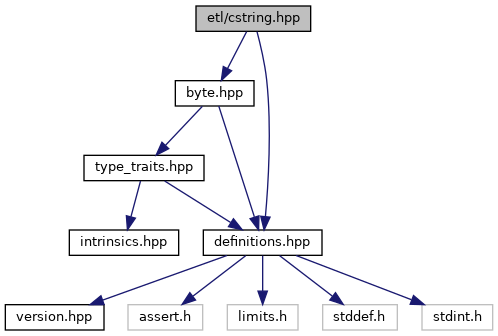 etl/cstring.hpp
byte.hpp
type_traits.hpp
intrinsics.hpp
definitions.hpp
version.hpp
assert.h
limits.h
stddef.h
stdint.h